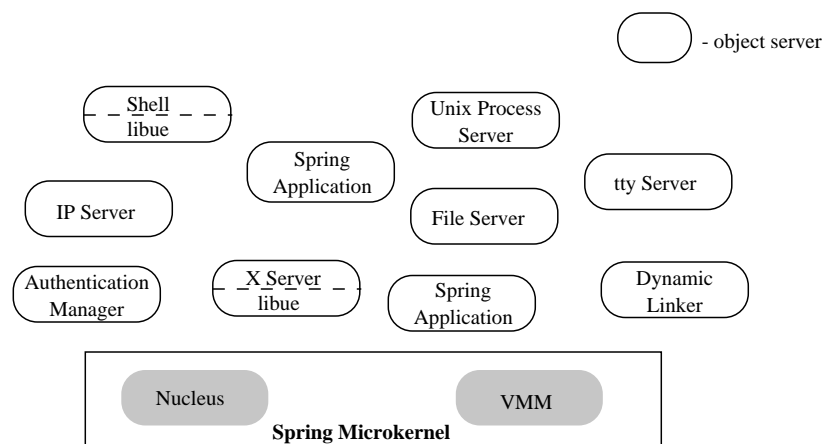 - object server
Shell
libue
Unix Process
Server
Spring
Application
tty Server
IP Server
File Server
Authentication
Manager
X Server
libue
Spring
Application
Dynamic
Linker
Nucleus
VMM
Spring Microkernel